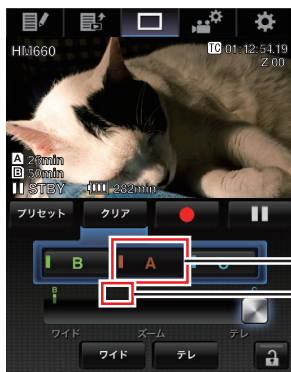 HM660
TC 01:12:54.19
Z 00
A 26min
B 50min
STBY 282min
プリセット クリア
B A C
B C
ワイド ズーム テレ
ワイド テレ